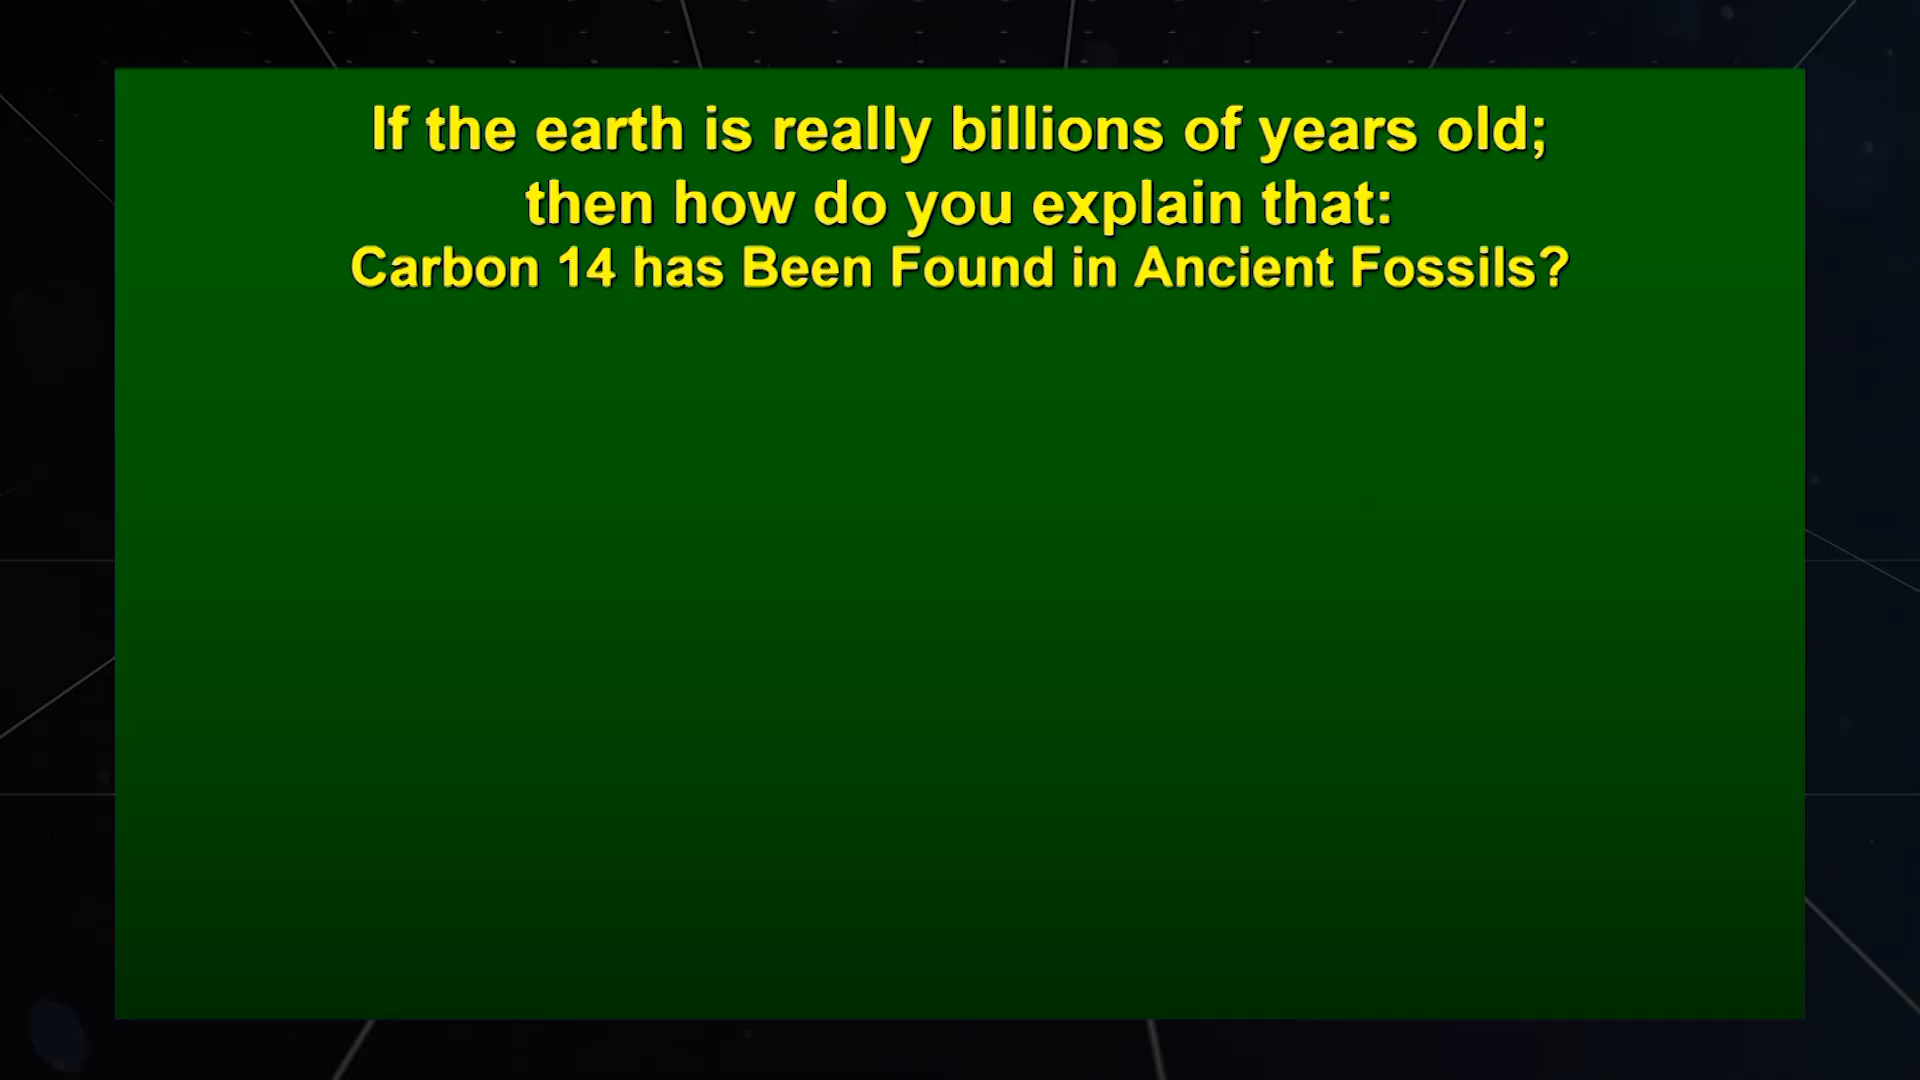 If the earth is really billions of years old;
then how do you explain that:
Carbon 14 has Been Found in Ancient Fossils?